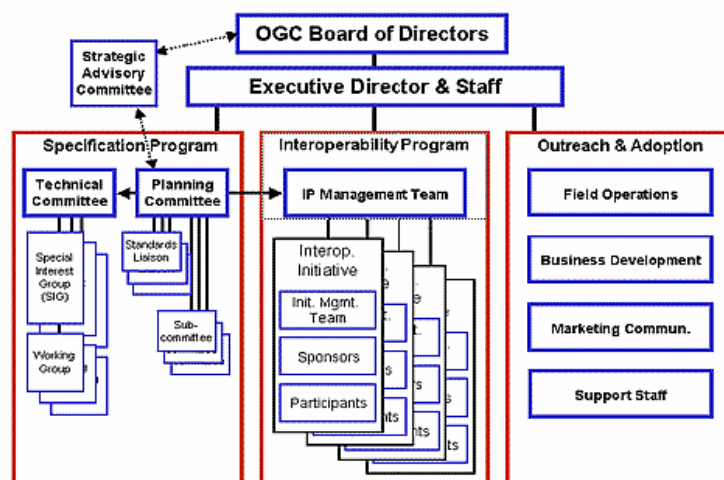 OGC Board of Directors
Strategic
Advisory
Committee
Executive Director & Staff
Specification Program
Technical
Committee
Planning
Committee
Special
Interest
Group
(SIG)
Working
Group
Standards
Liaison
Sub-
committee
Interoperability Program
IP Management Team
Interop.
Initiative
Init. Mgmt.
Team
Sponsors
Participants
Outreach & Adoption
Field Operations
Business Development
Marketing Commun.
Support Staff